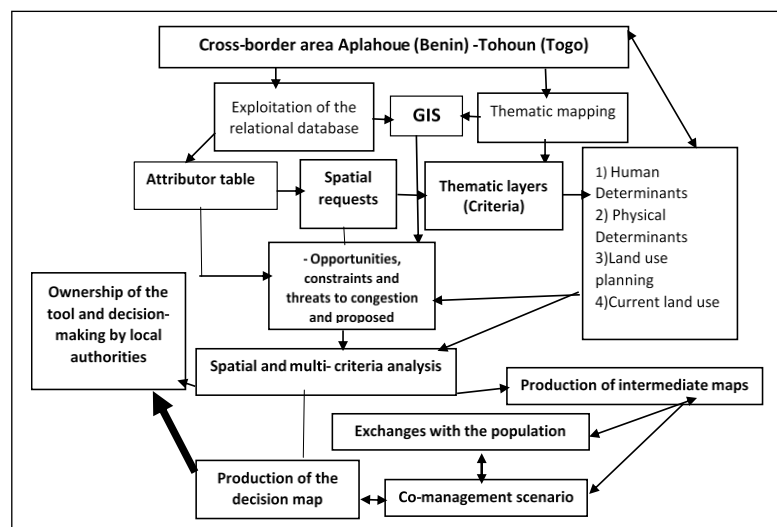 Cross-border area Aplahoue (Benin) -Tohoun (Togo)
Exploitation of the
relational database
GIS
Thematic mapping
Attributor table
Spatial
requests
Thematic layers
(Criteria)
1) Human
Determinants
2) Physical
Determinants
3)Land use
planning
4)Current land use
- Opportunities,
constraints and
threats to congestion
and proposed
Ownership of the
tool and decision-
making by local
authorities
Spatial and multi- criteria analysis
Production of intermediate maps
Exchanges with the population
Production of the
decision map
Co-management scenario